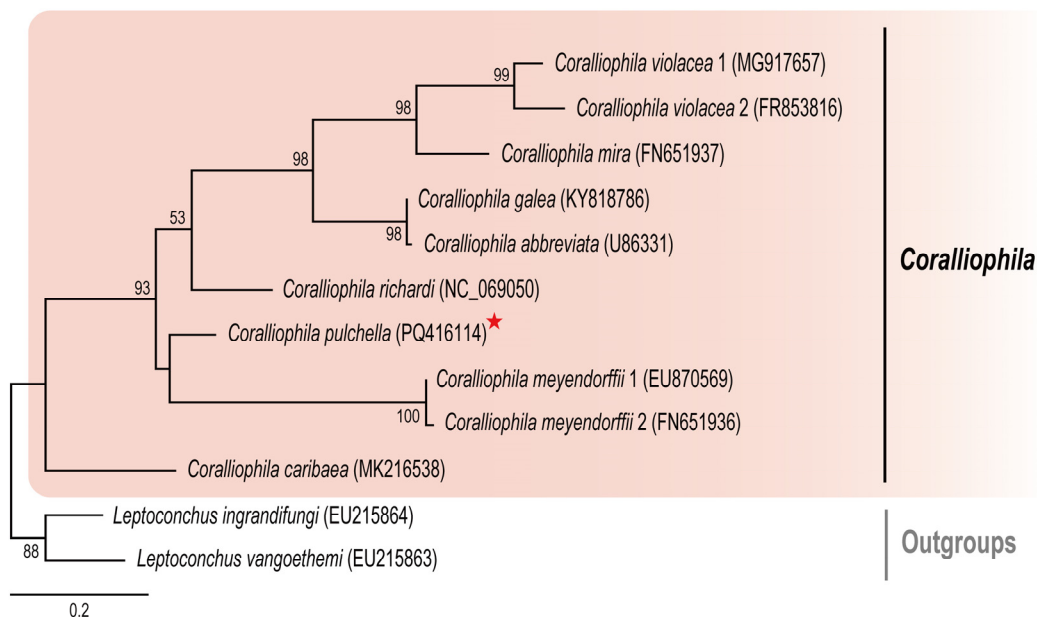 99
Coralliophila violacea 1 (MG917657)
Coralliophila violacea 2 (FR853816)
98
Coralliophila mira (FN651937)
98
Coralliophila galea (KY818786)
98
Coralliophila abbreviata (U86331)
53
Coralliophila richardi (NC_069050)
93
Coralliophila pulchella (PQ416114)
Coralliophila meyendorffii 1 (EU870569)
100
Coralliophila meyendorffii 2 (FN651936)
Coralliophila caribaea (MK216538)
Coralliophila
Leptoconchus ingrandifungi (EU215864)
88
Leptoconchus vangoethemi (EU215863)
Outgroups
0.2